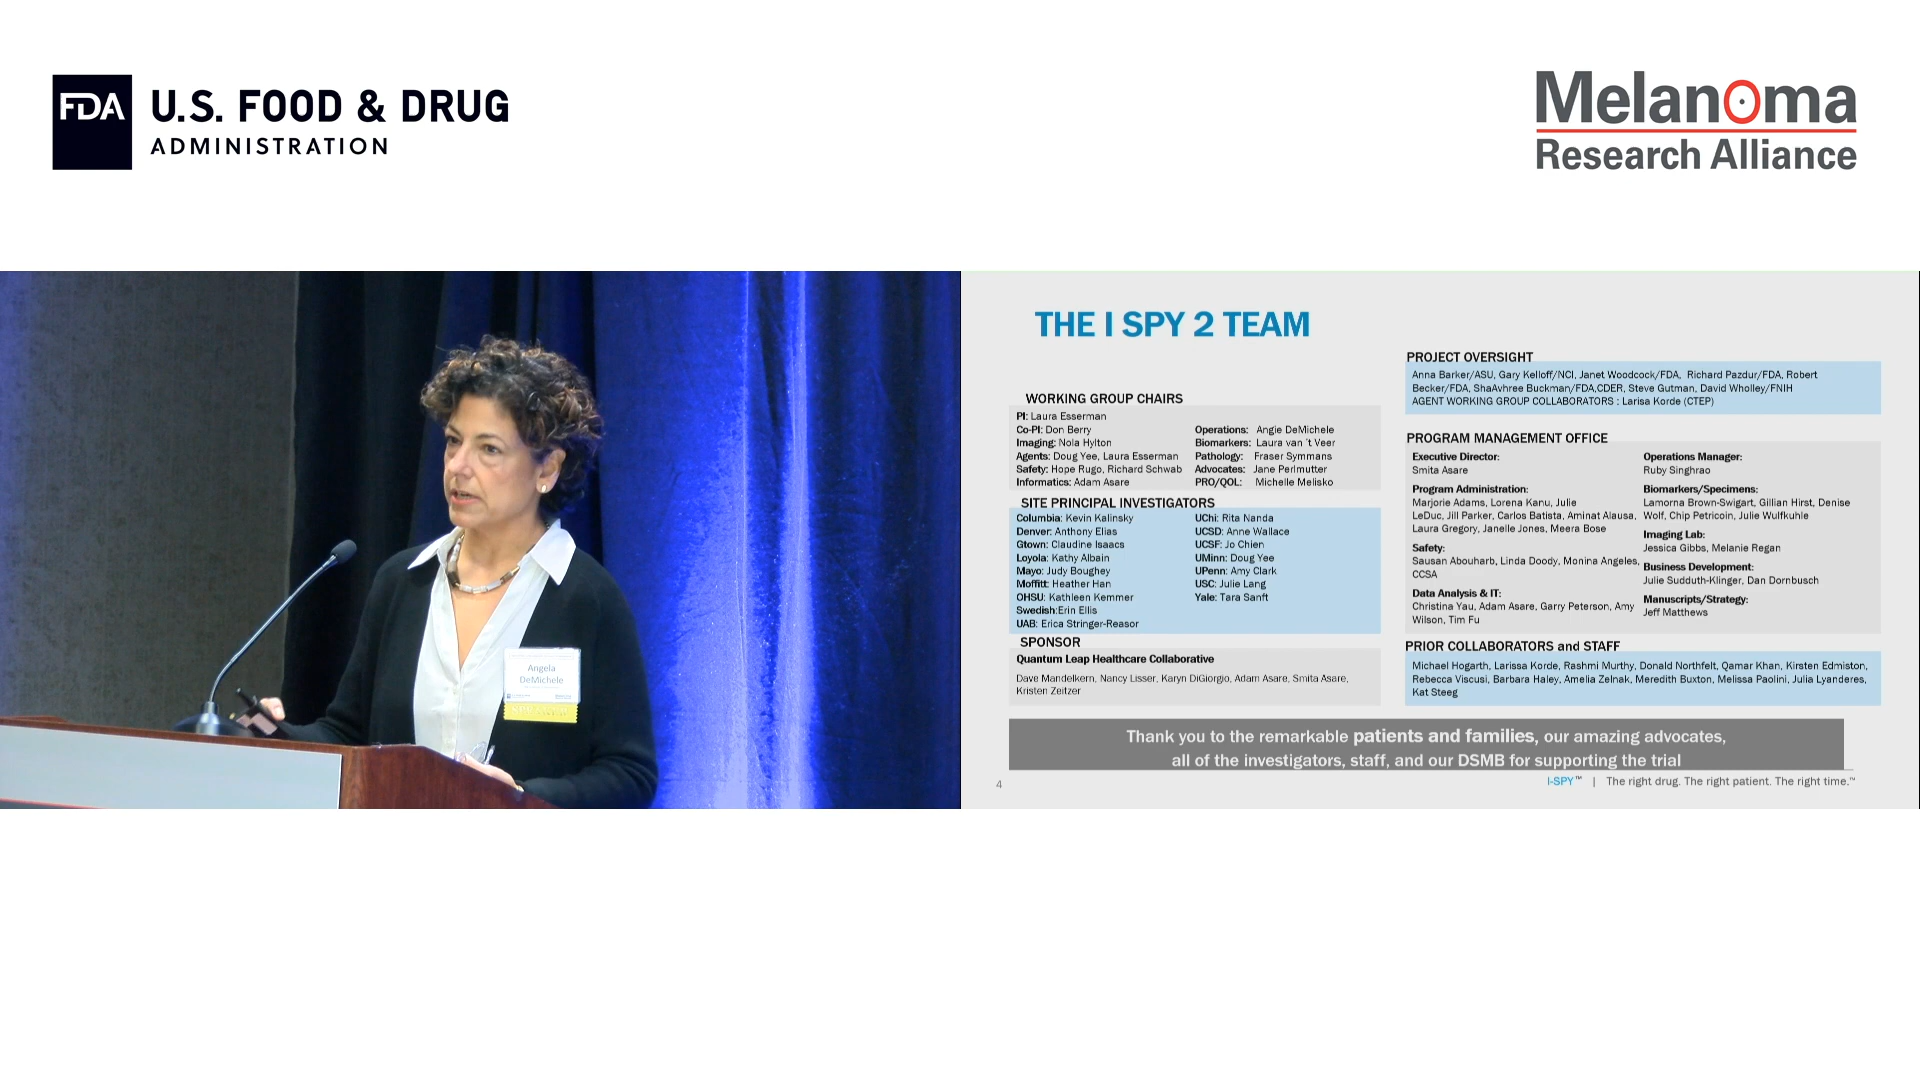 FDA U.S. FOOD & DRUG
ADMINISTRATION
Melanoma
Research Alliance
Angela
DeMichele
THE I SPY 2 TEAM
WORKING GROUP CHAIRS
PI: Laura Esserman
Co-PI: Don Berry
Imaging: Nola Hylton
Agents: Doug Yee, Laura Esserman
Safety: Hope Rugo, Richard Schwab
Informatics: Adam Asare
Operations: Angie DeMichele
Biomarkers: Laura van 't Veer
Pathology: Fraser Symmans
Advocates: Jane Perlmutter
PRO/QOL: Michelle Melisko
SITE PRINCIPAL INVESTIGATORS
Columbia: Kevin Kalinsky
Denver: Anthony Elias
Gtown: Claudine Isaacs
Loyola: Kathy Albain
Mayo: Judy Boughey
Moffitt: Heather Han
OHSU: Kathleen Kemmer
Swedish:Erin Ellis
UAB: Erica Stringer-Reasor
UChi: Rita Nanda
UCSD: Anne Wallace
UCSF: Jo Chien
UMinn: Doug Yee
UPenn: Amy Clark
USC: Julie Lang
Yale: Tara Sanft
SPONSOR
Quantum Leap Healthcare Collaborative
Dave Mandelkern, Nancy Lisser, Karyn DiGiorgio, Adam Asare, Smita Asare,
Kristen Zeitzer
PROJECT OVERSIGHT
Anna Barker/ASU, Gary Kelloff/NCI, Janet Woodcock/FDA, Richard Pazdur/FDA, Robert
Becker/FDA, ShaAvhree Buckman/FDA,CDER, Steve Gutman, David Wholley/FNIH
AGENT WORKING GROUP COLLABORATORS : Larisa Korde (CTEP)
PROGRAM MANAGEMENT OFFICE
Executive Director:
Smita Asare
Program Administration:
Marjorie Adams, Lorena Kanu, Julie
LeDuc, Jill Parker, Carlos Batista, Aminat Alausa,
Laura Gregory, Janelle Jones, Meera Bose
Safety:
Sausan Abouharb, Linda Doody, Monina Angeles,
CCSA
Data Analysis & IT:
Christina Yau, Adam Asare, Garry Peterson, Amy
Wilson, Tim Fu
Operations Manager:
Ruby Singhrao
Biomarkers/Specimens:
Lamorna Brown-Swigart, Gillian Hirst, Denise
Wolf, Chip Petricoin, Julie Wulfkuhle
Imaging Lab:
Jessica Gibbs, Melanie Regan
Business Development:
Julie Sudduth-Klinger, Dan Dornbusch
Manuscripts/Strategy:
Jeff Matthews
PRIOR COLLABORATORS and STAFF
Michael Hogarth, Larissa Korde, Rashmi Murthy, Donald Northfelt, Qamar Khan, Kirsten Edmiston,
Rebecca Viscusi, Barbara Haley, Amelia Zelnak, Meredith Buxton, Melissa Paolini, Julia Lyanderes,
Kat Steeg
Thank you to the remarkable patients and families, our amazing advocates,
all of the investigators, staff, and our DSMB for supporting the trial
4
I-SPY™ | The right drug. The right patient. The right time.™